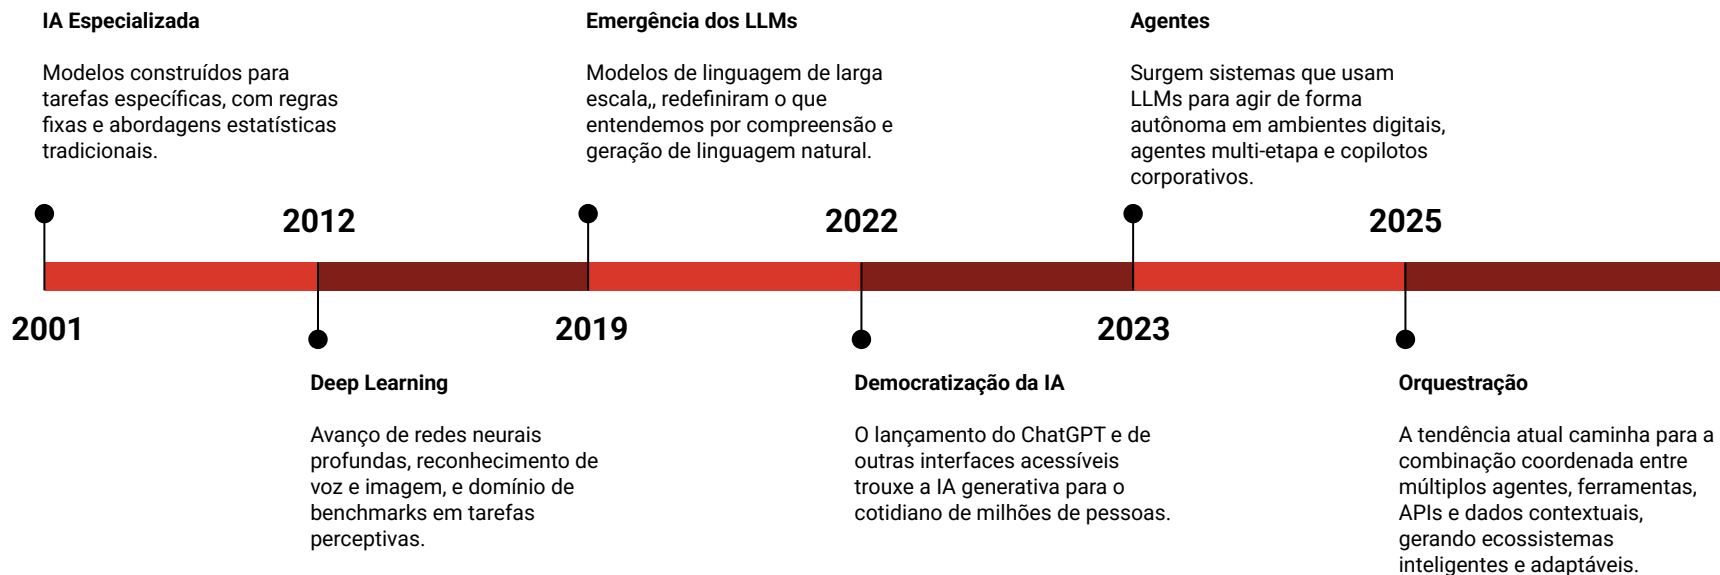 IA Especializada
Modelos construídos para
tarefas específicas, com regras
fixas e abordagens estatísticas
tradicionais.
2001
2012
Deep Learning
Avanço de redes neurais
profundas, reconhecimento de
voz e imagem, e domínio de
benchmarks em tarefas
perceptivas.
Emergência dos LLMs
Modelos de linguagem de larga
escala,, redefiniram o que
entendemos por compreensão e
geração de linguagem natural.
2019
2022
Democratização da IA
O lançamento do ChatGPT e de
outras interfaces acessíveis
trouxe a IA generativa para o
cotidiano de milhões de pessoas.
Agentes
Surgem sistemas que usam
LLMs para agir de forma
autônoma em ambientes digitais,
agentes multi-etapa e copilotos
corporativos.
2023
2025
Orquestração
A tendência atual caminha para a
combinação coordenada entre
múltiplos agentes, ferramentas,
APIs e dados contextuais,
gerando ecossistemas
inteligentes e adaptáveis.